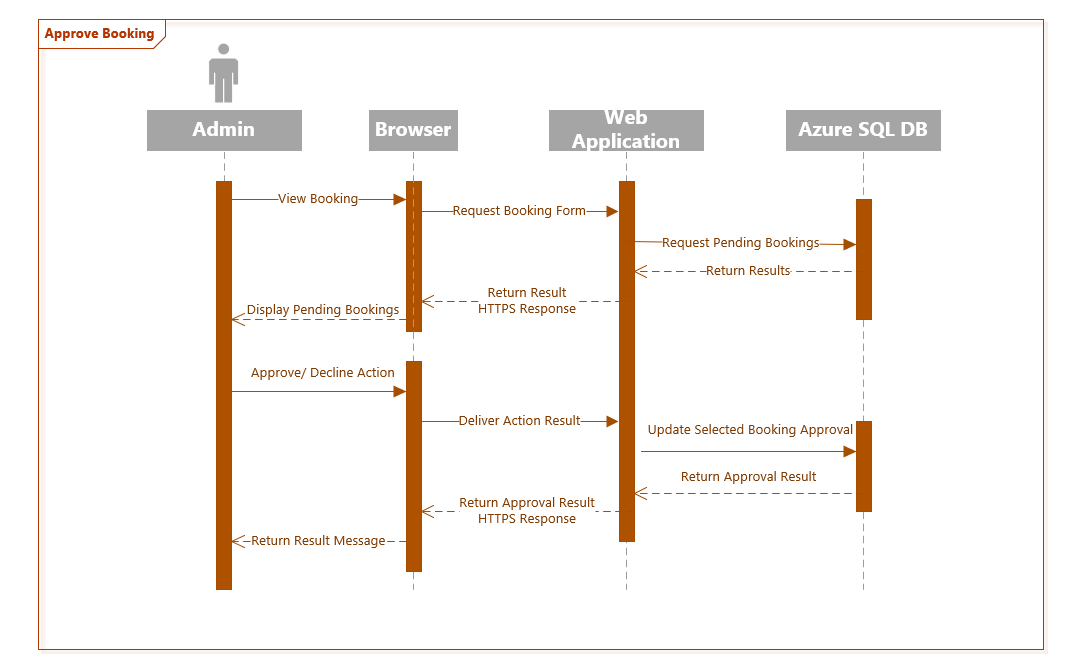 Approve Booking
Admin
Browser
Web
Application
Azure SQL DB
View Booking
Request Booking Form
Request Pending Bookings
Return Results
Return Result
HTTPS Response
Display Pending Bookings
Approve/ Decline Action
Deliver Action Result
Update Selected Booking Approval
Return Approval Result
Return Approval Result
HTTPS Response
Return Result Message